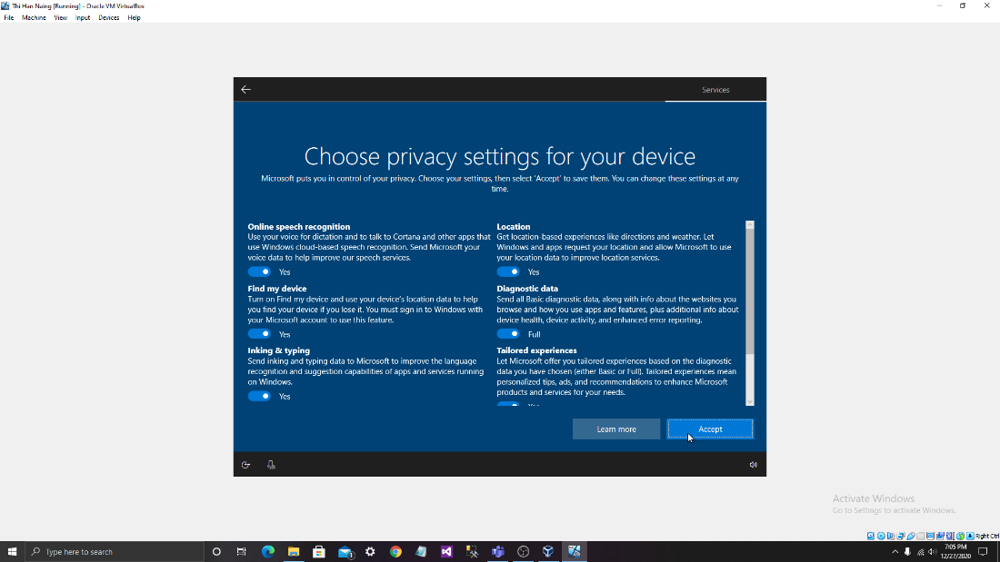 Thi Han Naing [Running] - Oracle VM VirtualBox
File Machine View Input Devices Help
Services
Choose privacy settings for your device
Microsoft puts you in control of your privacy. Choose your settings, then select 'Accept' to save them. You can change these settings at any
time.
Online speech recognition
Use your voice for dictation and to talk to Cortana and other apps that
use Windows cloud-based speech recognition. Send Microsoft your
voice data to help improve our speech services.
Yes
Find my device
Turn on Find my device and use your device's location data to help
you find your device if you lose it. You must sign in to Windows with
your Microsoft account to use this feature.
Yes
Inking & typing
Send inking and typing data to Microsoft to improve the language
recognition and suggestion capabilities of apps and services running
on Windows.
Yes
Location
Get location-based experiences like directions and weather. Let
Windows and apps request your location and allow Microsoft to use
your location data to improve location services.
Yes
Diagnostic data
Send all Basic diagnostic data, along with info about the websites you
browse and how you use apps and features, plus additional info about
device health, device activity, and enhanced error reporting.
Full
Tailored experiences
Let Microsoft offer you tailored experiences based on the diagnostic
data you have chosen (either Basic or Full). Tailored experiences mean
personalized tips, ads, and recommendations to enhance Microsoft
products and services for your needs.
Learn more
Accept
Activate Windows
Go to Settings to activate Windows.
Right Ctrl
Type here to search
7:05 PM
12/27/2020